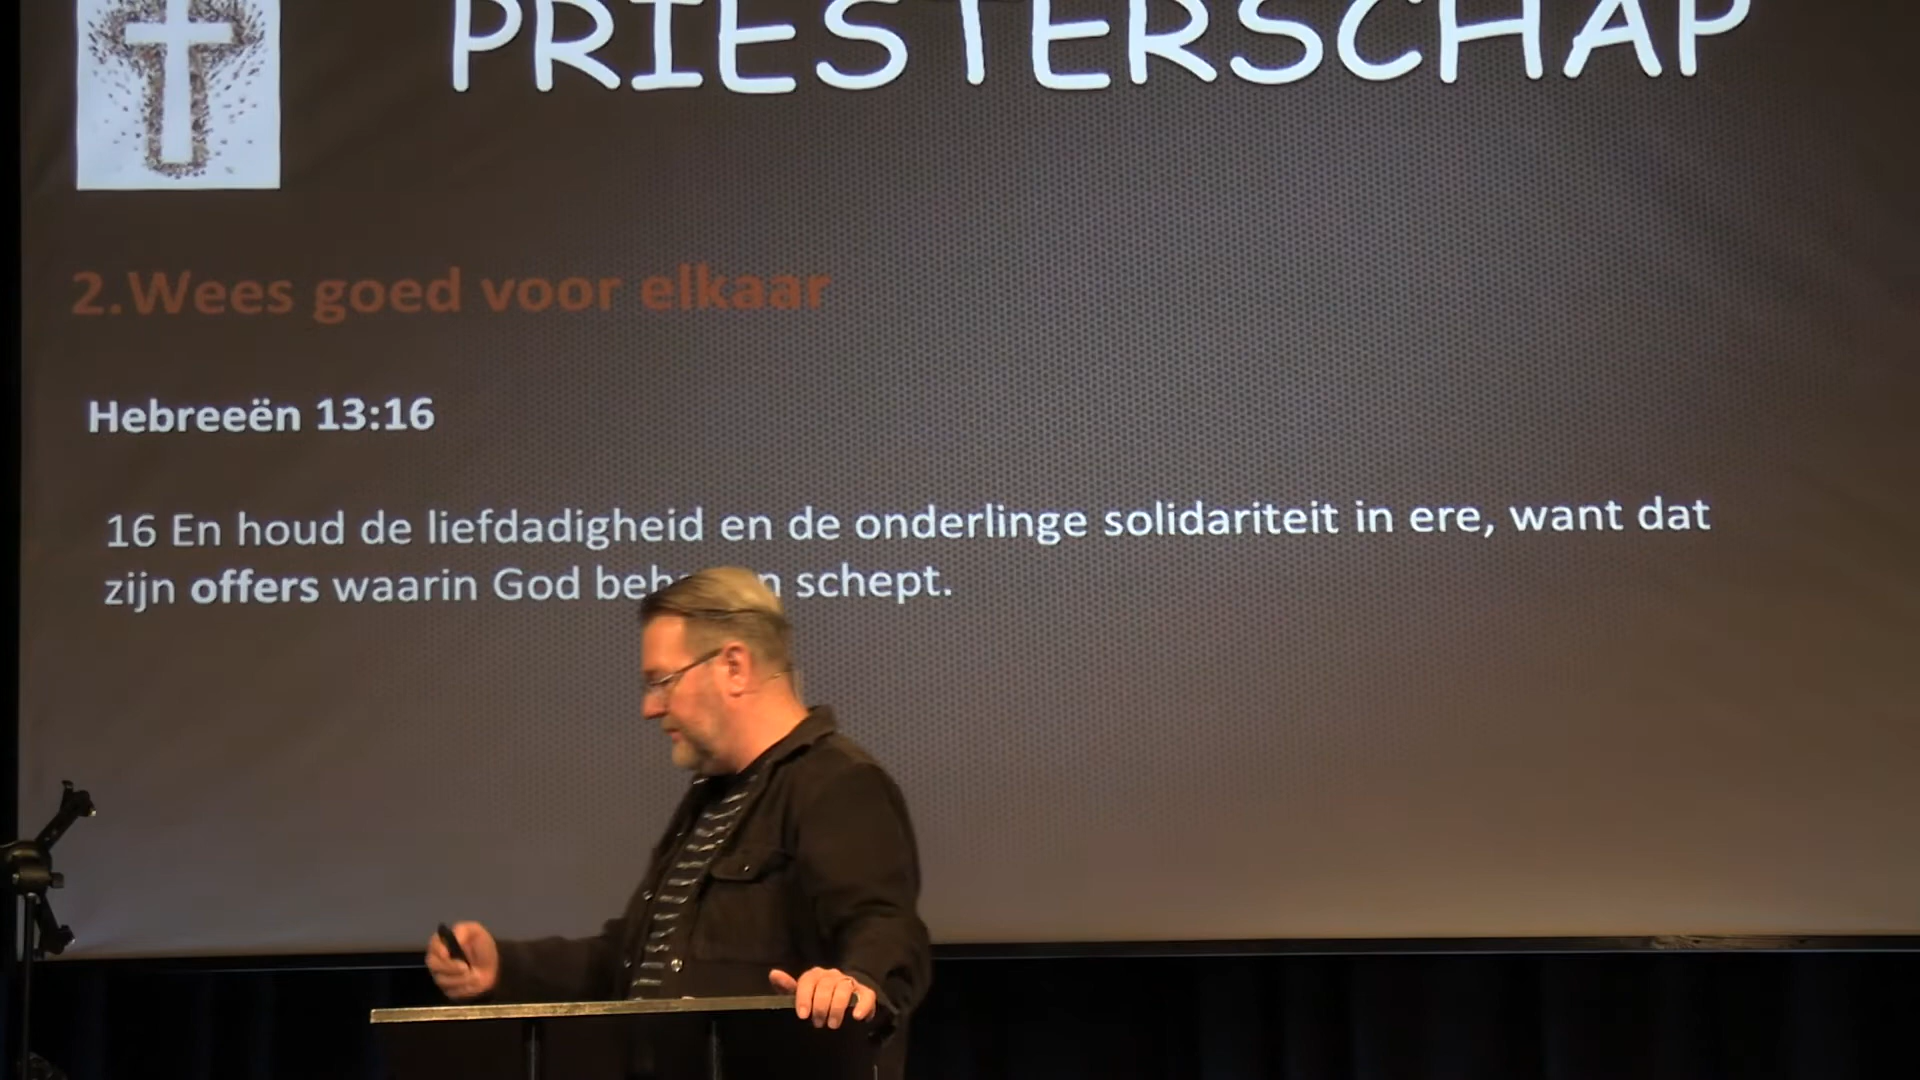 PRIESTERSCHAP
2.Wees goed voor elkaar
Hebreeën 13:16
16 En houd de liefdadigheid en de onderlinge solidariteit in ere, want dat
zijn offers waarin God schept.